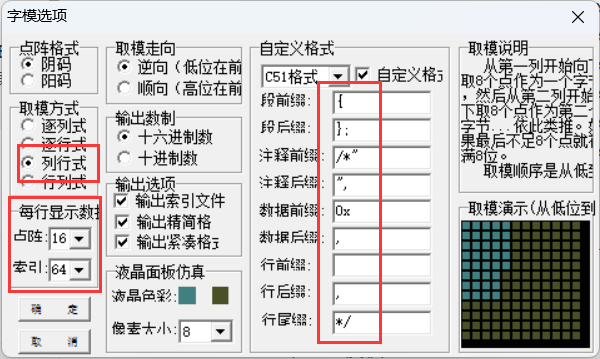 字模选项
点阵格式
阴码
阳码
取模方式
逐列式
逐行式
列行式
行列式
每行显示数据
点阵: 16
索引: 64
确 定
取 消
取模走向
逆向(低位在前
顺向(高位在前
输出数制
十六进制数
十进制数
输出选项
输出索引文件
输出精简格
输出紧凑格式
液晶面板仿真
液晶色彩:
像素大小: 8
自定义格式
C51格式
自定义格式
段前缀: {
段后缀: };
注释前缀: /*"
注释后缀: ",
数据前缀: 0x
数据后缀: ,
行前缀:
行后缀: ,
行尾缀: */
取模说明
从第一列开始向下
取8个点作为一个字节
,然后从第二列开始
下取8个点作为第二个
字节...依此类推。如
果最后不足8个点就补
满8位。
取模顺序是从低到
取模演示(从低位到